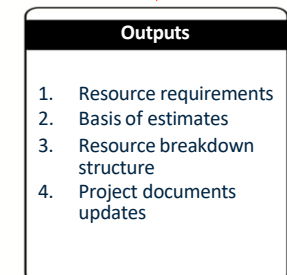 Outputs
1. Resource requirements
2. Basis of estimates
3. Resource breakdown
structure
4. Project documents
updates